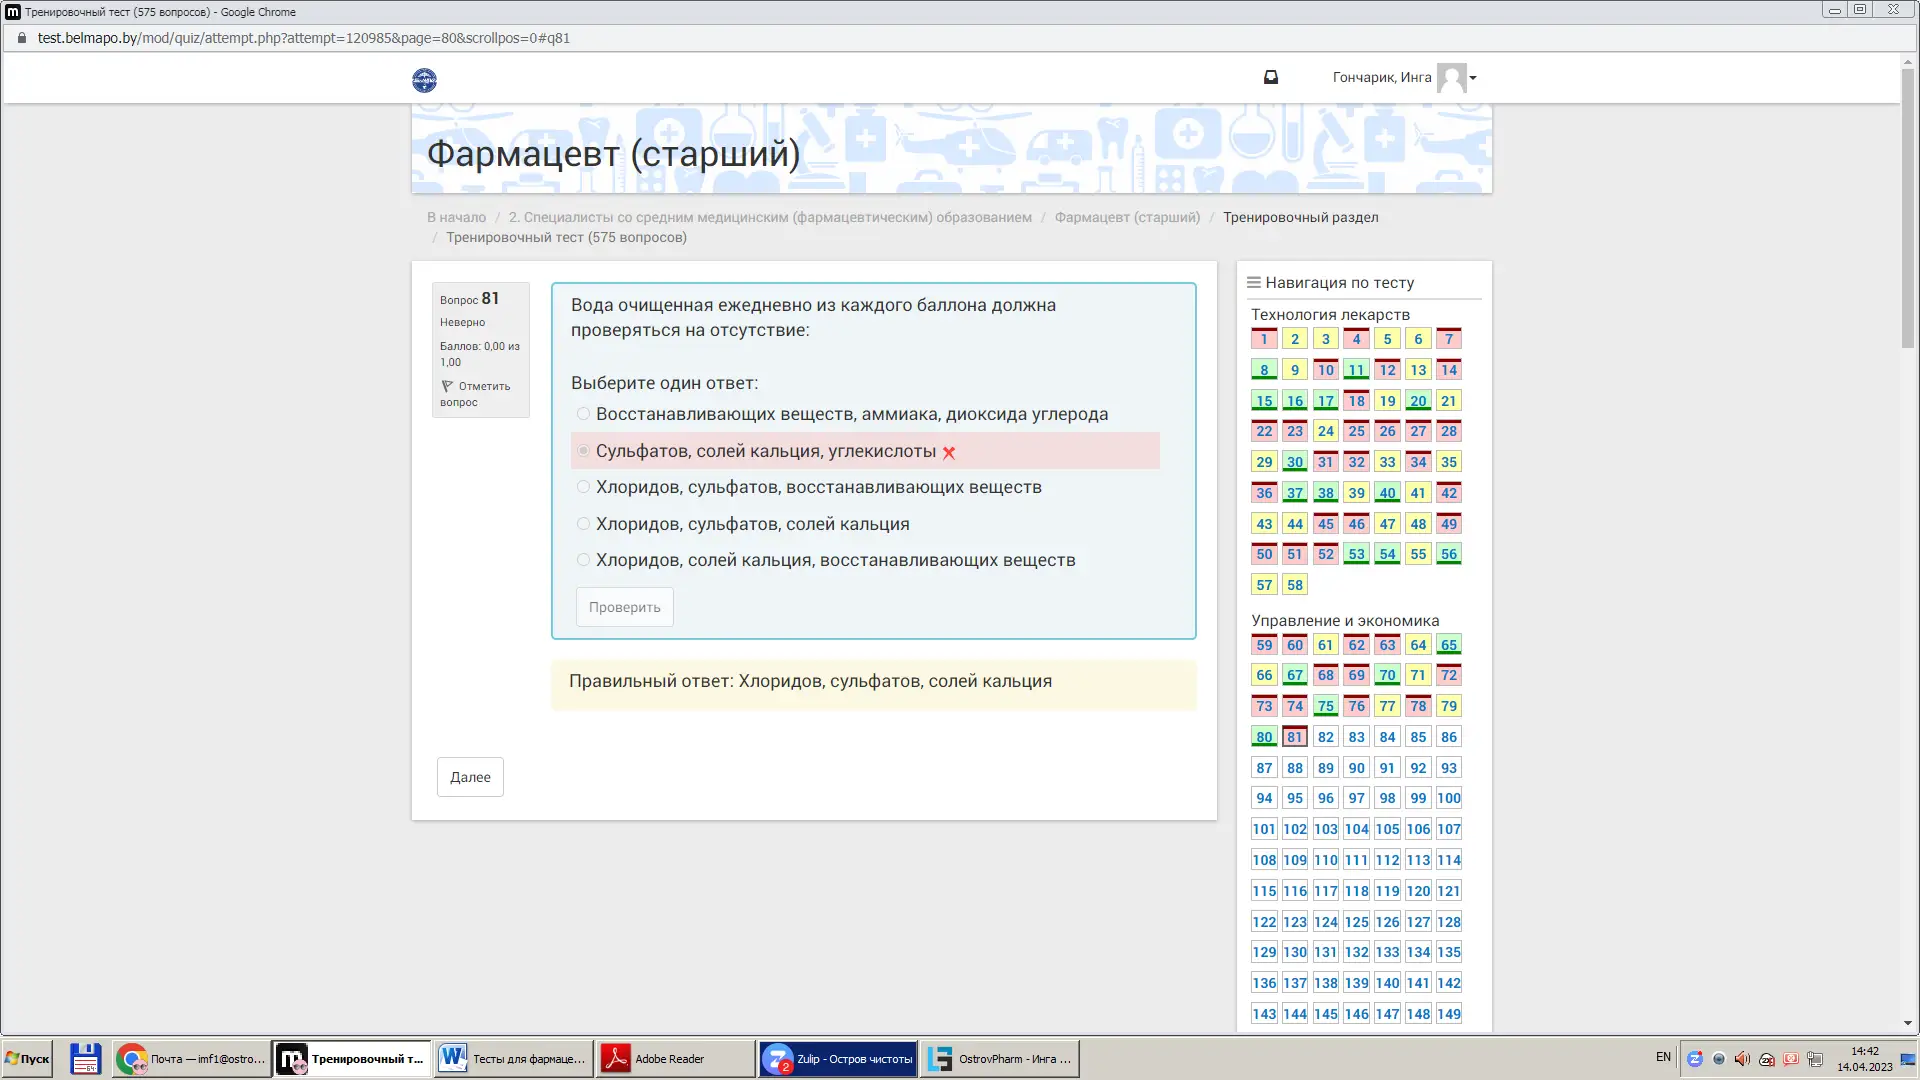 Тренировочный тест (575 вопросов) - Google Chrome
test.belmapo.by/mod/quiz/attempt.php?attempt=120985&page=80&scrollpos=0#q81
Гончарик, Инга
Фармацевт (старший)
В начало / 2. Специалисты со средним медицинским (фармацевтическим) образованием / Фармацевт (старший) / Тренировочный раздел
/ Тренировочный тест (575 вопросов)
Вопрос 81
Неверно
Баллов: 0,00 из
1,00
Отметить
вопрос
Вода очищенная ежедневно из каждого баллона должна
проверяться на отсутствие:
Выберите один ответ:
Восстанавливающих веществ, аммиака, диоксида углерода
Сульфатов, солей кальция, углекислоты
Хлоридов, сульфатов, восстанавливающих веществ
Хлоридов, сульфатов, солей кальция
Хлоридов, солей кальция, восстанавливающих веществ
Проверить
Правильный ответ: Хлоридов, сульфатов, солей кальция
Далее
Навигация по тесту
Технология лекарств
1 2 3 4 5 6 7
8 9 10 11 12 13 14
15 16 17 18 19 20 21
22 23 24 25 26 27 28
29 30 31 32 33 34 35
36 37 38 39 40 41 42
43 44 45 46 47 48 49
50 51 52 53 54 55 56
57 58
Управление и экономика
59 60 61 62 63 64 65
66 67 68 69 70 71 72
73 74 75 76 77 78 79
80 81 82 83 84 85 86
87 88 89 90 91 92 93
94 95 96 97 98 99 100
101 102 103 104 105 106 107
108 109 110 111 112 113 114
115 116 117 118 119 120 121
122 123 124 125 126 127 128
129 130 131 132 133 134 135
136 137 138 139 140 141 142
143 144 145 146 147 148 149
Пуск
Почта — imf1@ostro...
Тренировочный т...
Тесты для фармаце...
Adobe Reader
2
Zulip - Остров чистоты
OstrovPharm - Инга ...
EN
14:42
14.04.2023